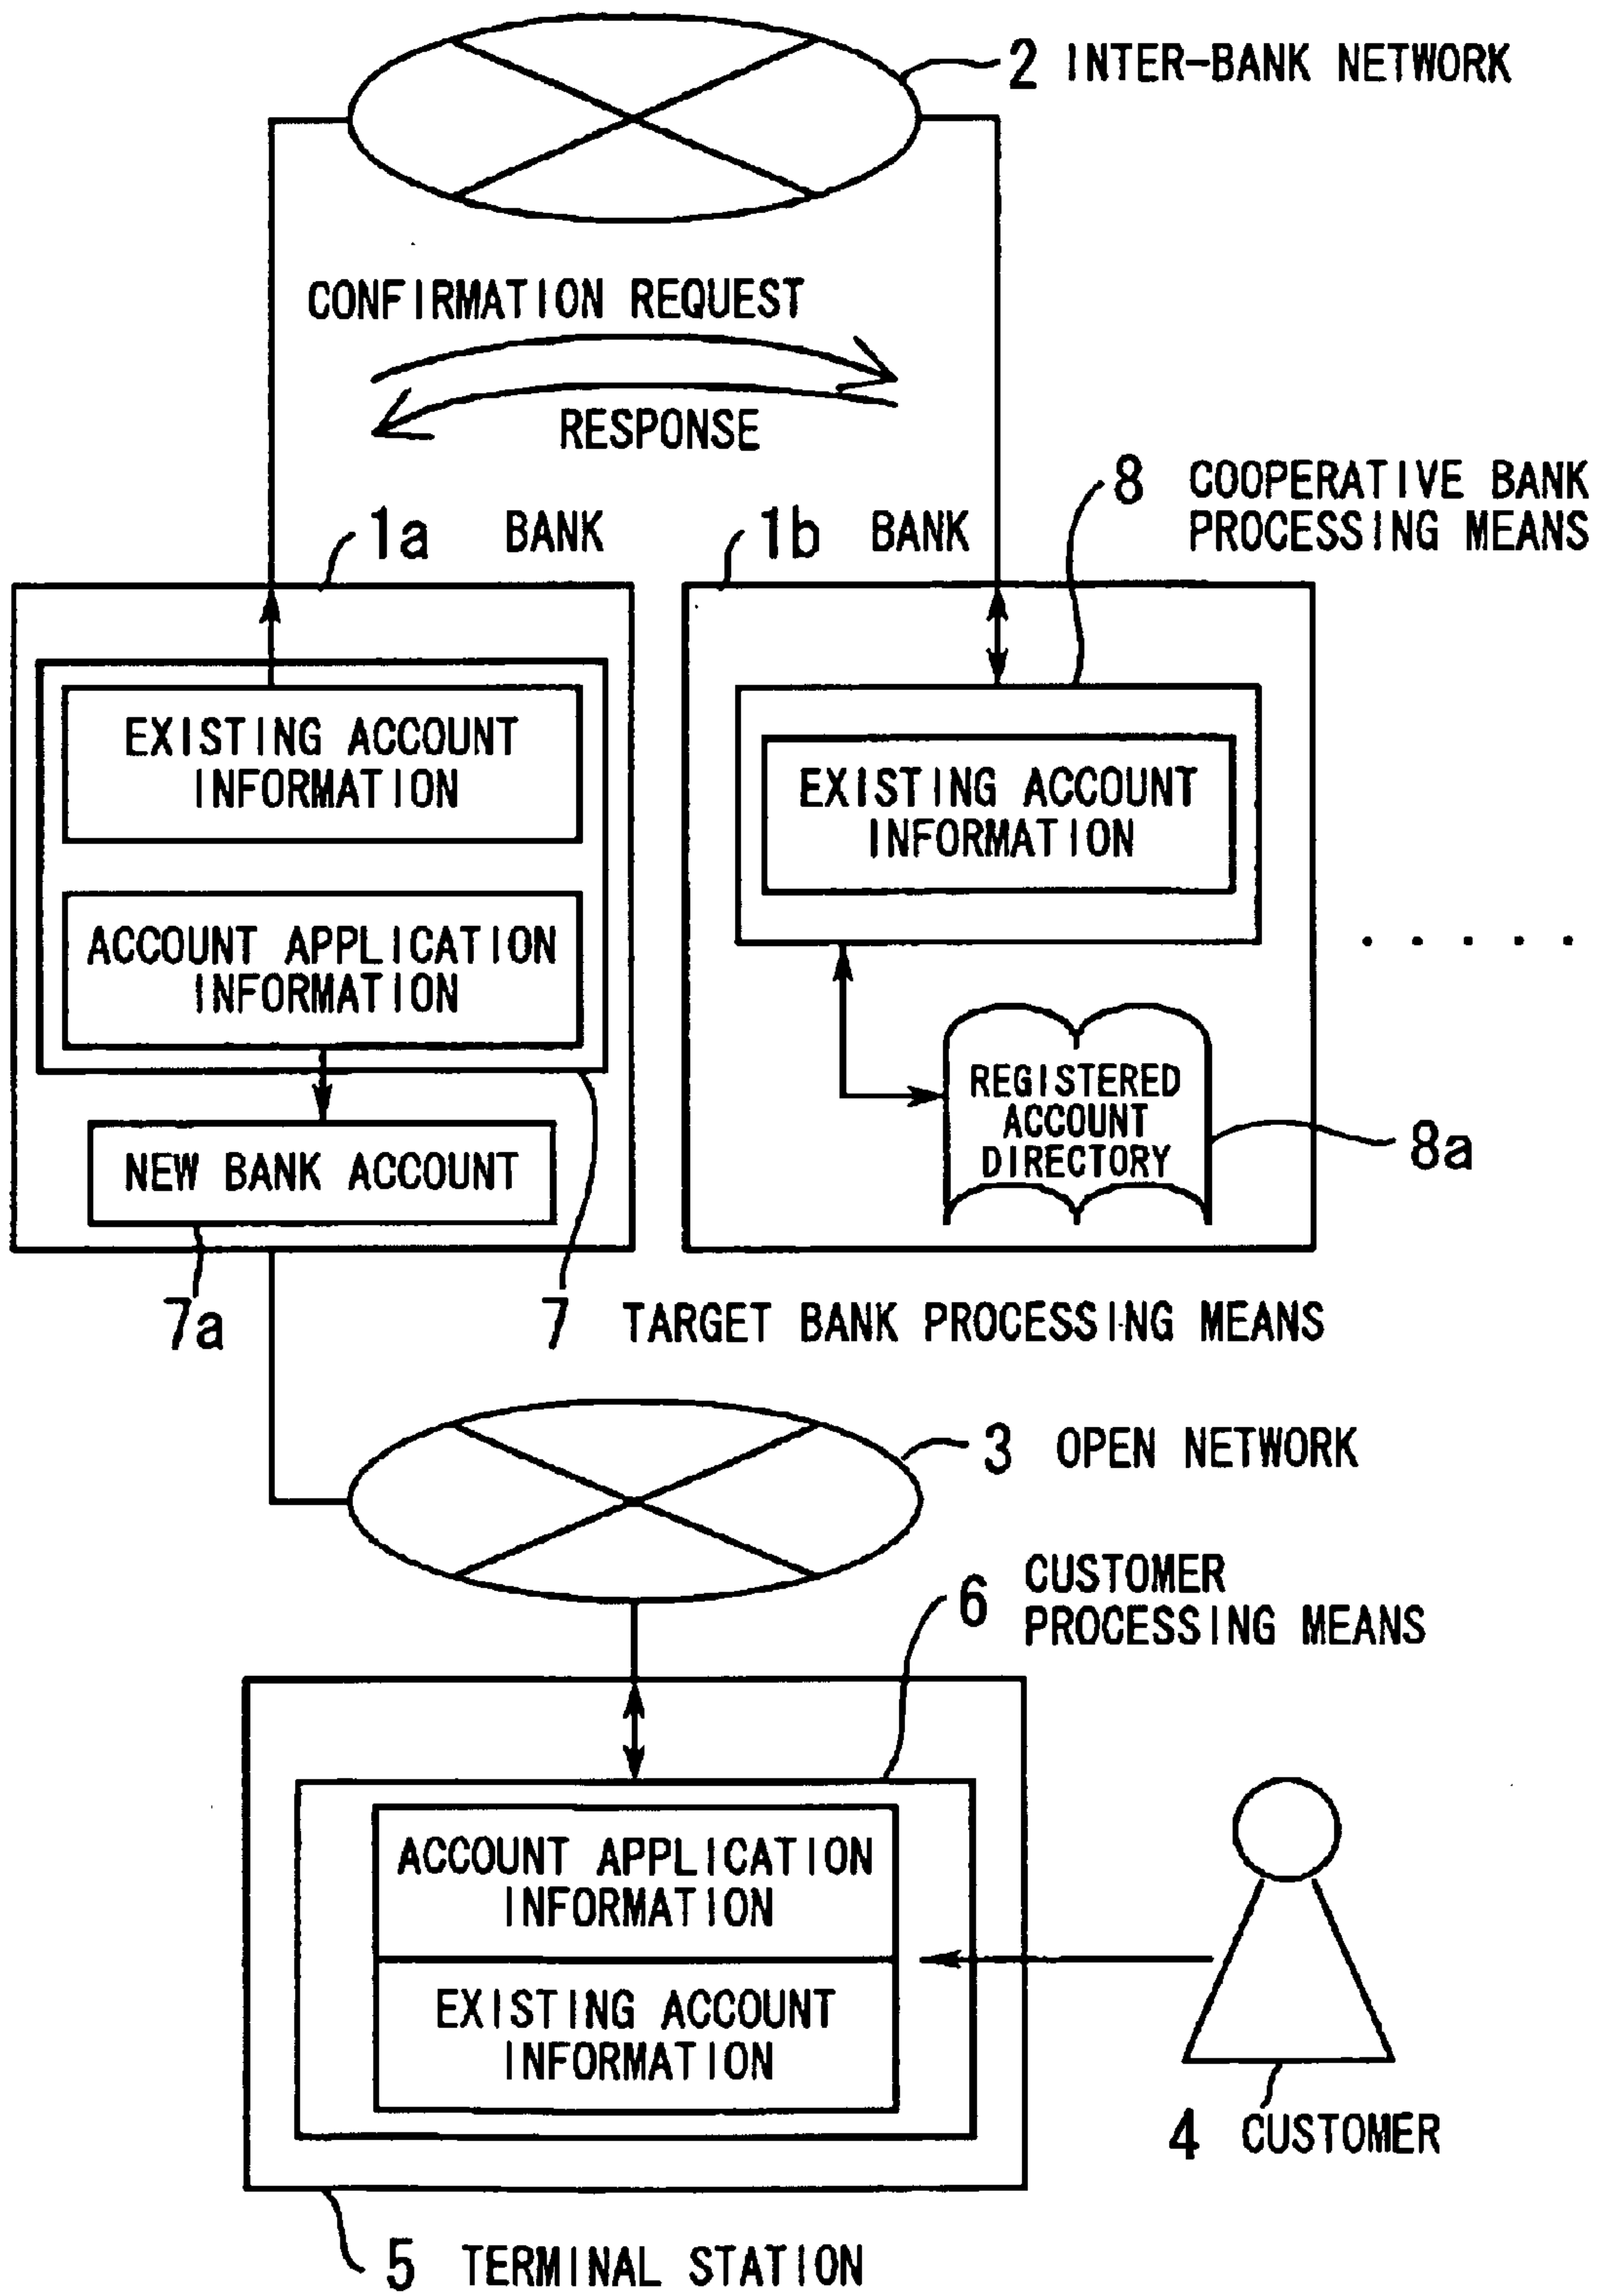 2 INTER-BANK NETWORK
CONFIRMATION REQUEST
RESPONSE
8 COOPERATIVE BANK
PROCESSING MEANS
1a BANK
1b BANK
EXISTING ACCOUNT
INFORMATION
ACCOUNT APPLICATION
INFORMATION
NEW BANK ACCOUNT
EXISTING ACCOUNT
INFORMATION
REGISTERED
ACCOUNT
DIRECTORY
8a
7a
7 TARGET BANK PROCESSING MEANS
3 OPEN NETWORK
6 CUSTOMER
PROCESSING MEANS
ACCOUNT APPLICATION
INFORMATION
EXISTING ACCOUNT
INFORMATION
4 CUSTOMER
5 TERMINAL STATION